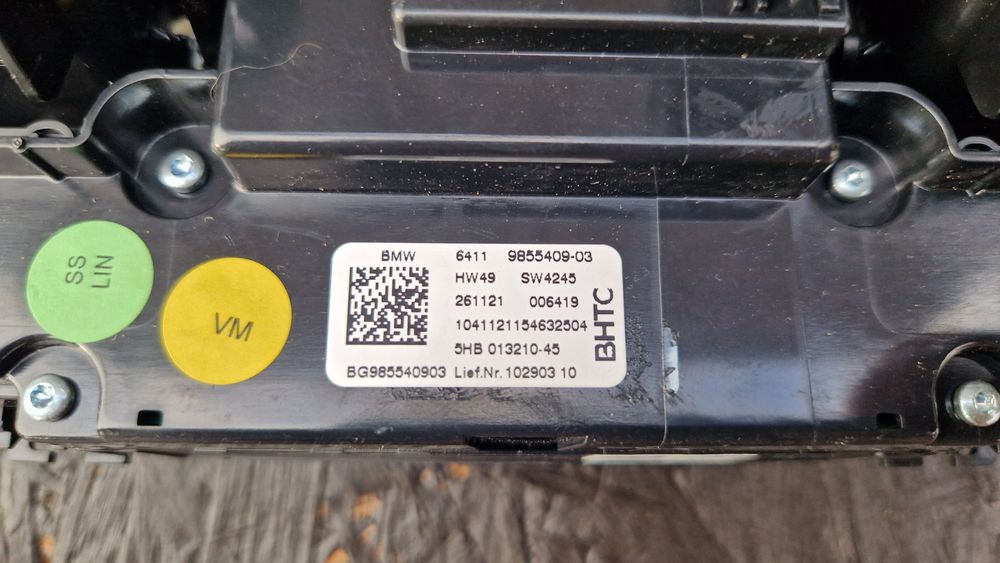 SS
LIN
VM
BMW 6411 9855409-03
HW49 SW4245
261121 006419
1041121154632504
5HB 013210-45
BG985540903 Lief.Nr. 102903 10
BHTC